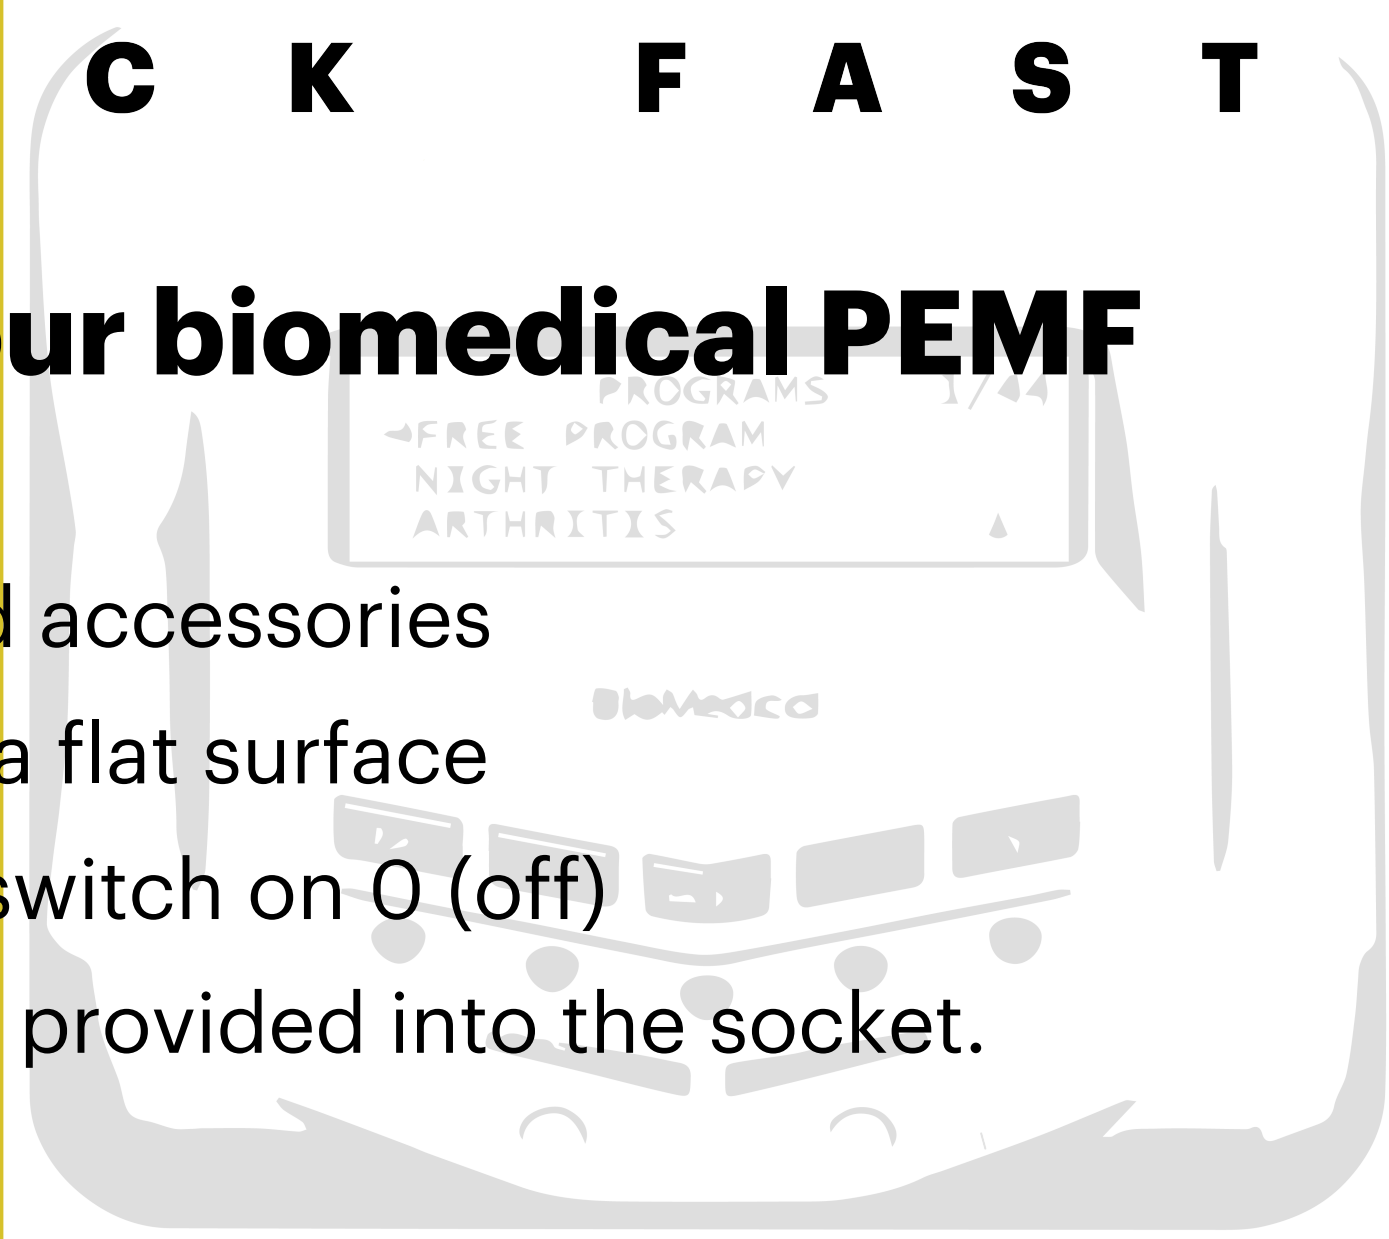 C K F A S T
ur biomedical PEMF
PROGRAMS 1/44
FREE PROGRAM
NIGHT THERAPY
ARTHRITIS
d accessories
a flat surface
switch on 0 (off)
provided into the socket.